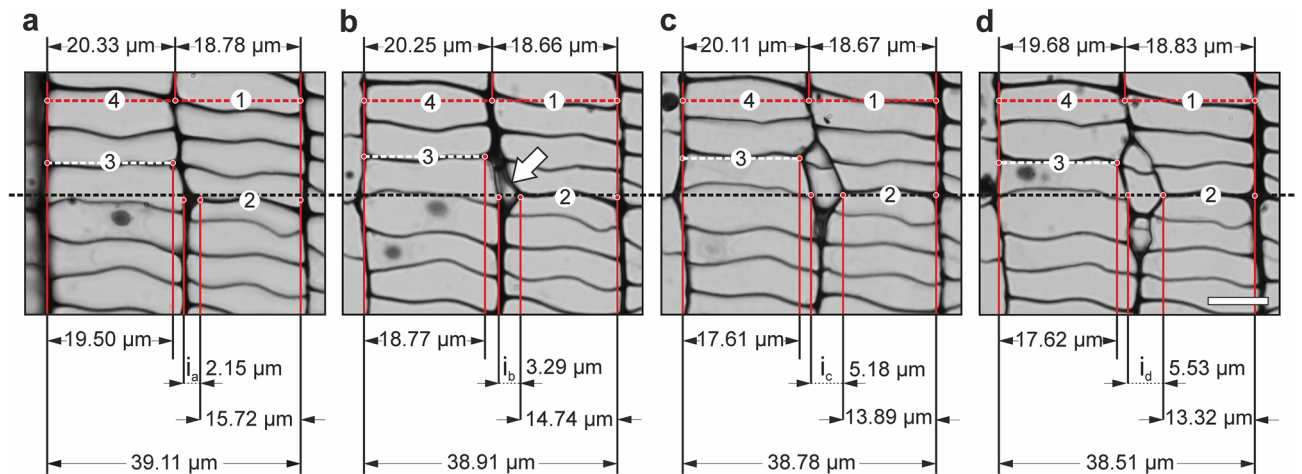 a b c d
20.33 µm 18.78 µm 20.25 µm 18.66 µm 20.11 µm 18.67 µm 19.68 µm 18.83 µm
4 1 4 1 4 1 4 1
3 3 3 3
2 2 2 2
19.50 µm 18.77 µm 17.61 µm 17.62 µm
ia 2.15 µm ib 3.29 µm ic 5.18 µm id 5.53 µm
15.72 µm 14.74 µm 13.89 µm 13.32 µm
39.11 µm 38.91 µm 38.78 µm 38.51 µm